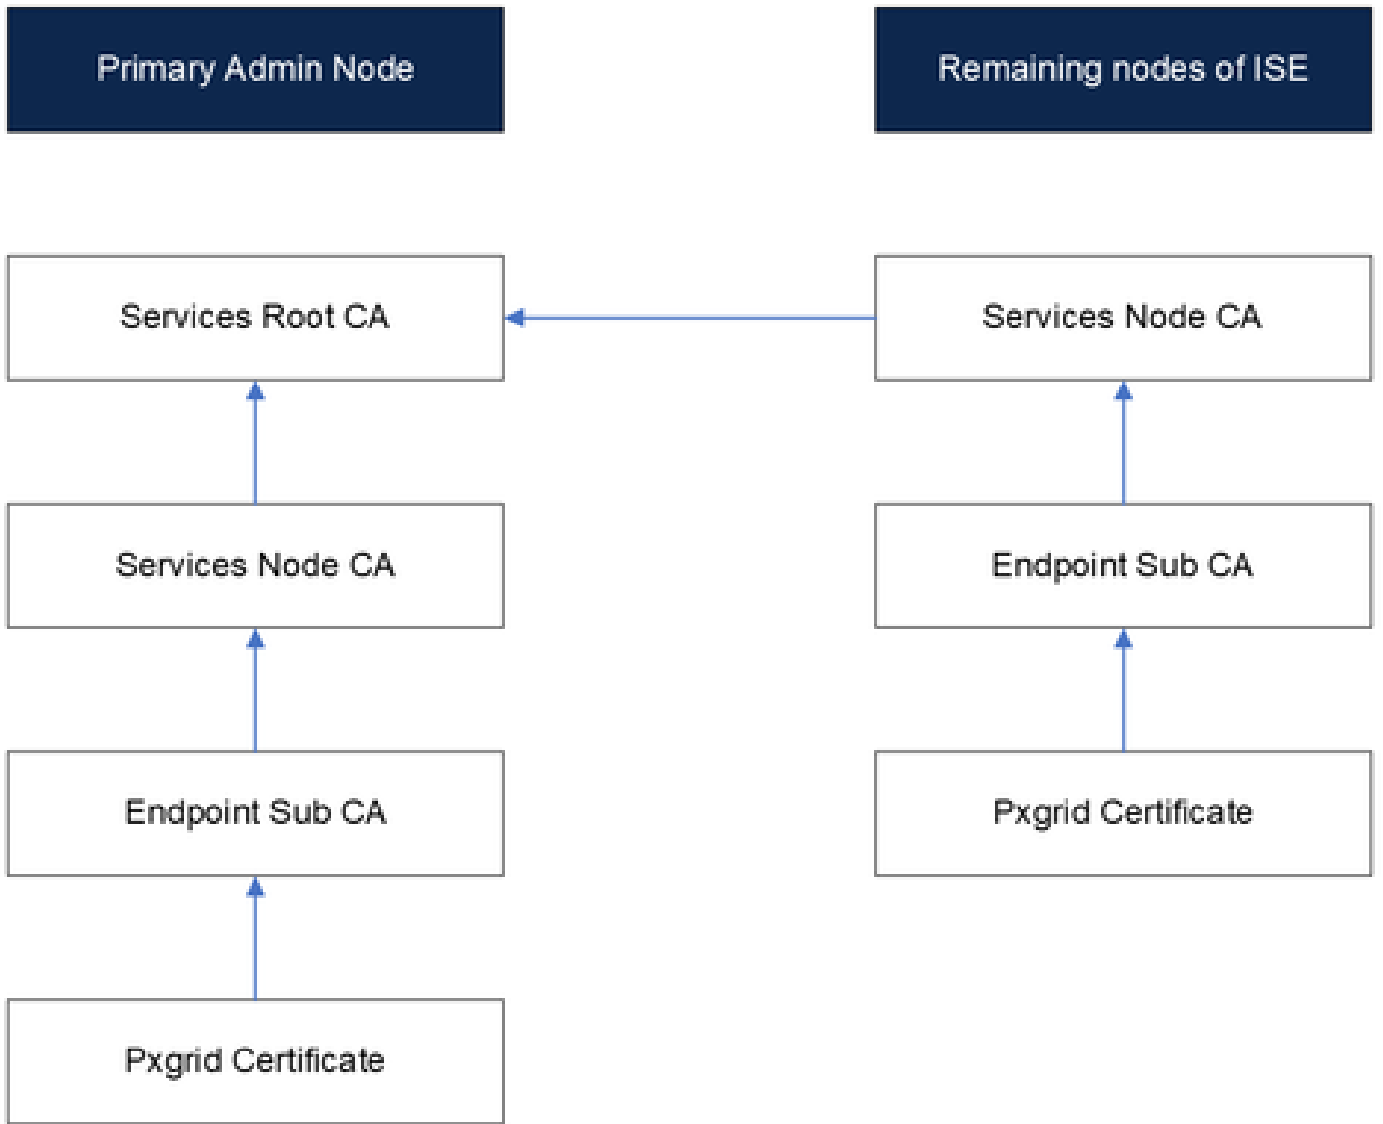 Primary Admin Node
Remaining nodes of ISE
Services Root CA
Services Node CA
Services Node CA
Endpoint Sub CA
Endpoint Sub CA
Pxgrid Certificate
Pxgrid Certificate